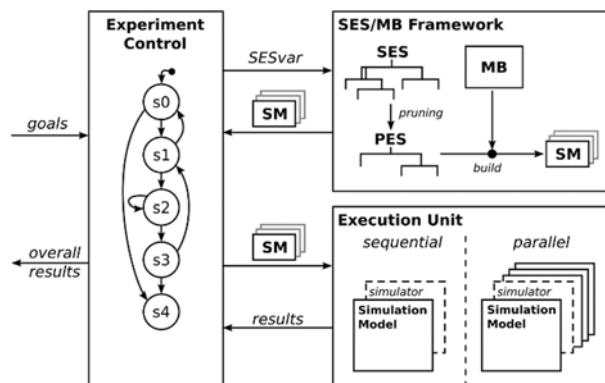 Experiment
Control
s0
s1
s2
s3
s4
goals
overall
results
SESvar
SM
SM
results
SES/MB Framework
SES
MB
pruning
PES
build
SM
Execution Unit
sequential
parallel
simulator
Simulation
Model
simulator
Simulation
Model